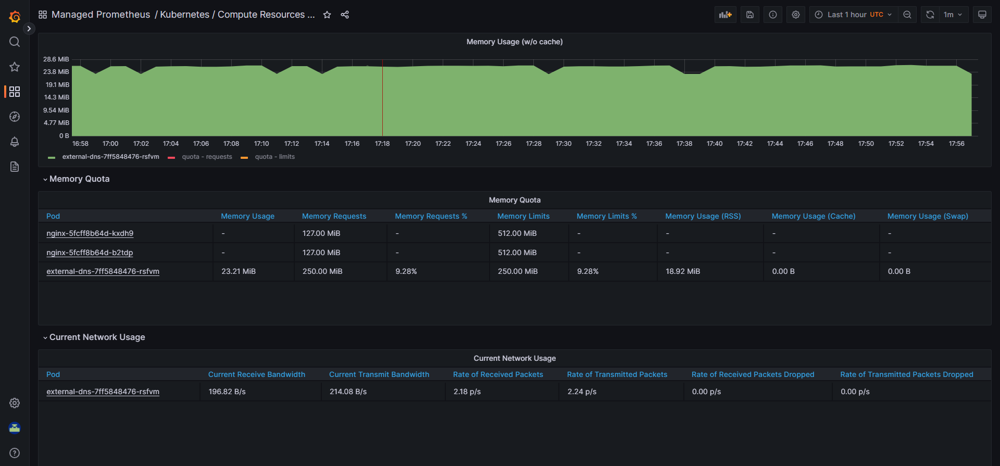 Managed Prometheus / Kubernetes / Compute Resources ... Last 1 hour UTC 1m
Memory Usage (w/o cache)
28.6 MiB
23.8 MiB
19.1 MiB
14.3 MiB
9.54 MiB
4.77 MiB
0 B
16:58 17:00 17:02 17:04 17:06 17:08 17:10 17:12 17:14 17:16 17:18 17:20 17:22 17:24 17:26 17:28 17:30 17:32 17:34 17:36 17:38 17:40 17:42 17:44 17:46 17:48 17:50 17:52 17:54 17:56
external-dns-7ff5848476-rsfvm quota - requests quota - limits
Memory Quota
Memory Quota
Pod Memory Usage Memory Requests Memory Requests % Memory Limits Memory Limits % Memory Usage (RSS) Memory Usage (Cache) Memory Usage (Swap)
nginx-5fcff8b64d-kxdh9 - 127.00 MiB - 512.00 MiB - - - -
nginx-5fcff8b64d-b2tdp - 127.00 MiB - 512.00 MiB - - - -
external-dns-7ff5848476-rsfvm 23.21 MiB 250.00 MiB 9.28% 250.00 MiB 9.28% 18.92 MiB 0.00 B 0.00 B
Current Network Usage
Current Network Usage
Pod Current Receive Bandwidth Current Transmit Bandwidth Rate of Received Packets Rate of Transmitted Packets Rate of Received Packets Dropped Rate of Transmitted Packets Dropped
external-dns-7ff5848476-rsfvm 196.82 B/s 214.08 B/s 2.18 p/s 2.24 p/s 0.00 p/s 0.00 p/s